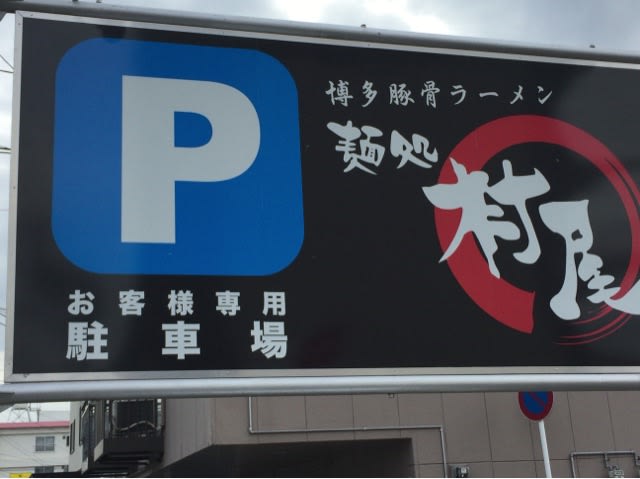 P
お客様専用
駐車場
博多豚骨ラーメン
麺処
村屋